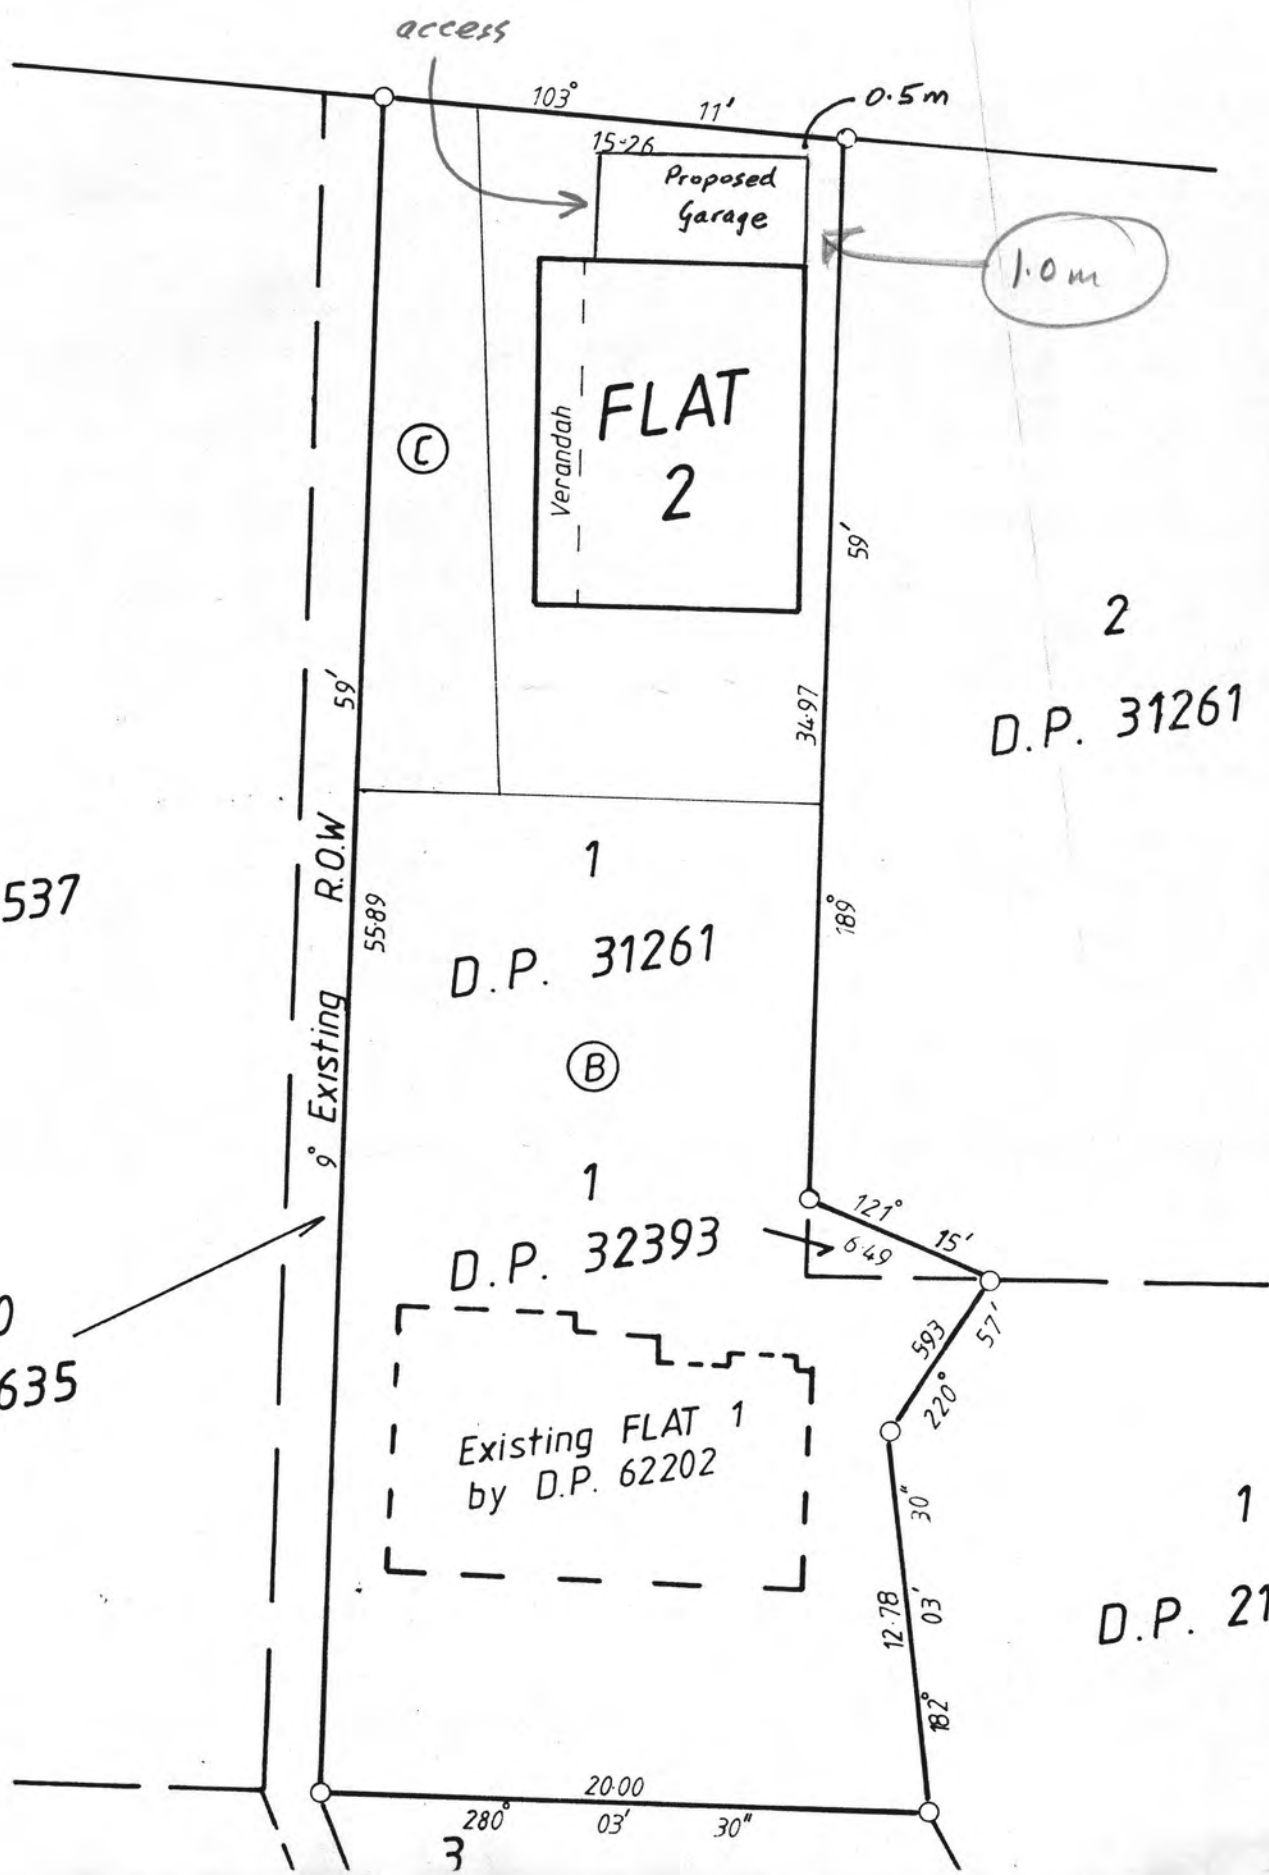 access
103° 11'
0.5m
15·26
Proposed
Garage
1.0m
FLAT
2
Verandah
C
59'
59'
34·97
2
D.P. 31261
R.O.W
9° Existing
55·89
189°
537
1
D.P. 31261
B
1
D.P. 32393
121° 15'
6·49
0
635
593
57'
220°
Existing FLAT 1
by D.P. 62202
30"
03'
12·78
182°
1
D.P. 21
20·00
280° 03' 30"
3